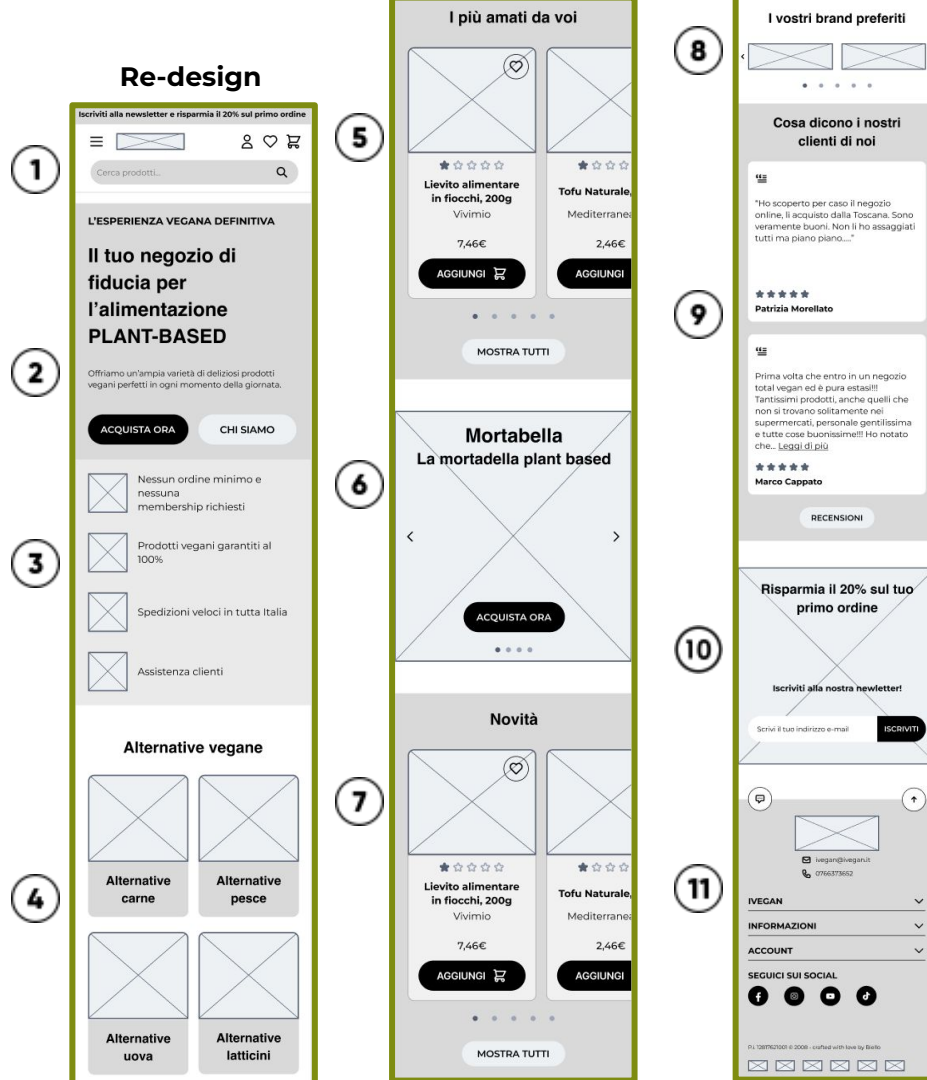 Re-design
Iscriviti alla newsletter e risparmia il 20% sul primo ordine
1
Cerca prodotti...
L'ESPERIENZA VEGANA DEFINITIVA
Il tuo negozio di
fiducia per
l'alimentazione
PLANT-BASED
2
Offriamo un'ampia varietà di deliziosi prodotti
vegani perfetti in ogni momento della giornata.
ACQUISTA ORA
CHI SIAMO
3
Nessun ordine minimo e
nessuna
membership richiesti
Prodotti vegani garantiti al
100%
Spedizioni veloci in tutta Italia
Assistenza clienti
Alternative vegane
4
Alternative
carne
Alternative
pesce
Alternative
uova
Alternative
latticini
I più amati da voi
5
Lievito alimentare
in fiocchi, 200g
Vivimio
7,46€
AGGIUNGI
Tofu Naturale,
Mediterranea
2,46€
AGGIUNGI
MOSTRA TUTTI
6
Mortabella
La mortadella plant based
ACQUISTA ORA
Novità
7
Lievito alimentare
in fiocchi, 200g
Vivimio
7,46€
AGGIUNGI
Tofu Naturale,
Mediterranea
2,46€
AGGIUNGI
MOSTRA TUTTI
8
I vostri brand preferiti
Cosa dicono i nostri
clienti di noi
9
"Ho scoperto per caso il negozio
online, li acquisto dalla Toscana. Sono
veramente buoni. Non li ho assaggiati
tutti ma piano piano....."
Patrizia Morellato
Prima volta che entro in un negozio
total vegan ed è pura estasi!!!
Tantissimi prodotti, anche quelli che
non si trovano solitamente nei
supermercati, personale gentilissima
e tutte cose buonissime!!! Ho notato
che... Leggi di più
Marco Cappato
RECENSIONI
10
Risparmia il 20% sul tuo
primo ordine
Iscriviti alla nostra newletter!
Scrivi il tuo indirizzo e-mail
ISCRIVITI
11
ivegan@ivegan.it
0766373652
IVEGAN
INFORMAZIONI
ACCOUNT
SEGUICI SUI SOCIAL
P.I. 12817621001 © 2008 - crafted with love by Biello